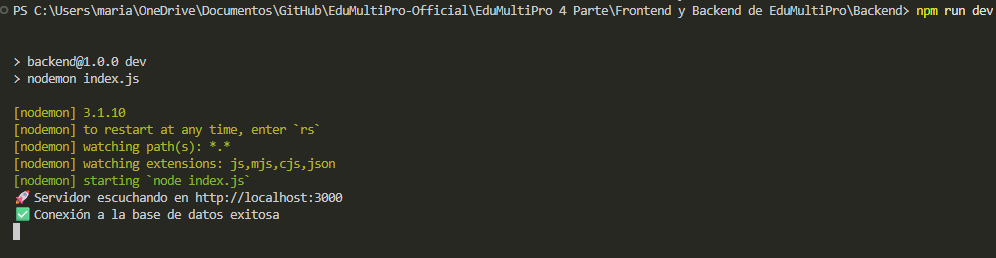 PS C:\Users\maria\OneDrive\Documentos\GitHub\EduMultiPro-Official\EduMultiPro 4 Parte\Frontend y Backend de EduMultiPro\Backend> npm run dev
> backend@1.0.0 dev
> nodemon index.js
[nodemon] 3.1.10
[nodemon] to restart at any time, enter `rs`
[nodemon] watching path(s): *.*
[nodemon] watching extensions: js,mjs,cjs,json
[nodemon] starting `node index.js`
🚀 Servidor escuchando en http://localhost:3000
✅ Conexión a la base de datos exitosa